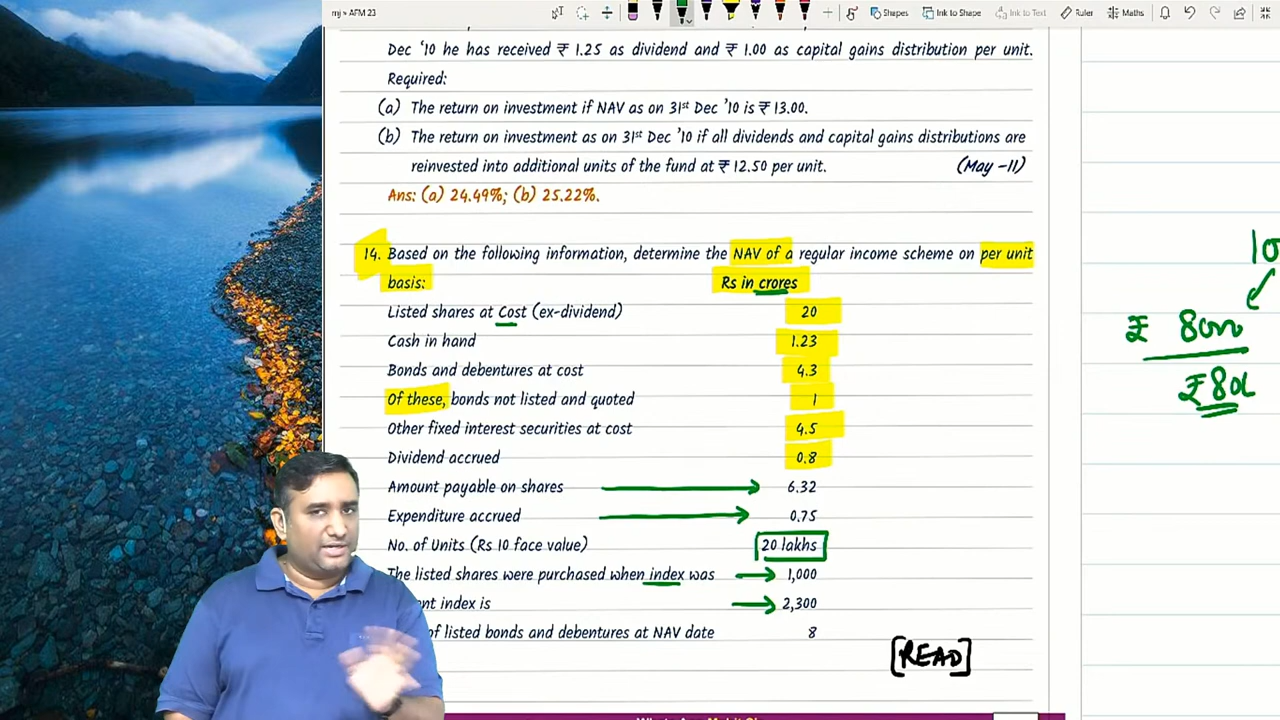 mj » AFM 23
Shapes Ink to Shape Ink to Text Ruler Maths
Dec '10 he has received ₹ 1.25 as dividend and ₹ 1.00 as capital gains distribution per unit.
Required:
(a) The return on investment if NAV as on 31st Dec '10 is ₹ 13.00.
(b) The return on investment as on 31st Dec '10 if all dividends and capital gains distributions are
reinvested into additional units of the fund at ₹ 12.50 per unit. (May –11)
Ans: (a) 24.49%; (b) 25.22%.
14. Based on the following information, determine the NAV of a regular income scheme on per unit
basis: Rs in crores
Listed shares at Cost (ex-dividend) 20
Cash in hand 1.23
Bonds and debentures at cost 4.3
Of these, bonds not listed and quoted 1
Other fixed interest securities at cost 4.5
Dividend accrued 0.8
Amount payable on shares 6.32
Expenditure accrued 0.75
No. of Units (Rs 10 face value) 20 lakhs
The listed shares were purchased when index was 1,000
index is 2,300
of listed bonds and debentures at NAV date 8
[READ]
₹
₹